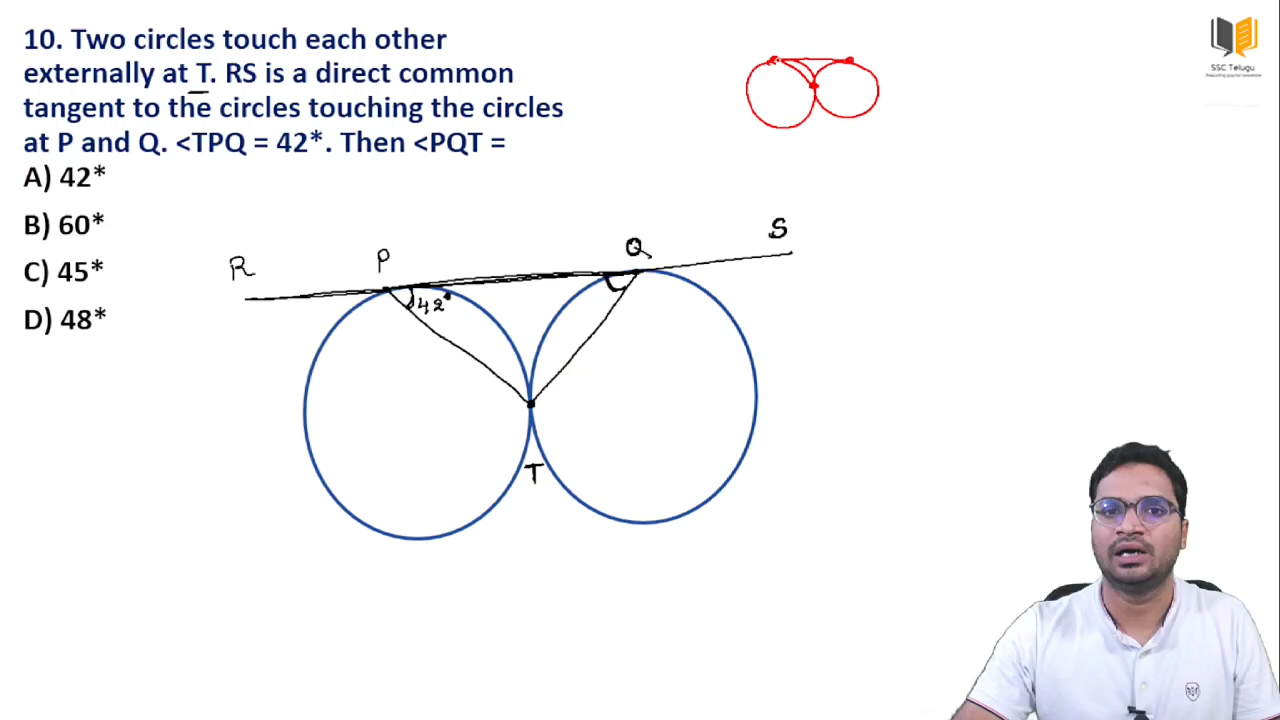 10. Two circles touch each other
externally at T. RS is a direct common
tangent to the circles touching the circles
at P and Q. <TPQ = 42*. Then <PQT =
A) 42*
B) 60*
C) 45*
D) 48*
SSC Telugu
R
P
Q
S
42°
T